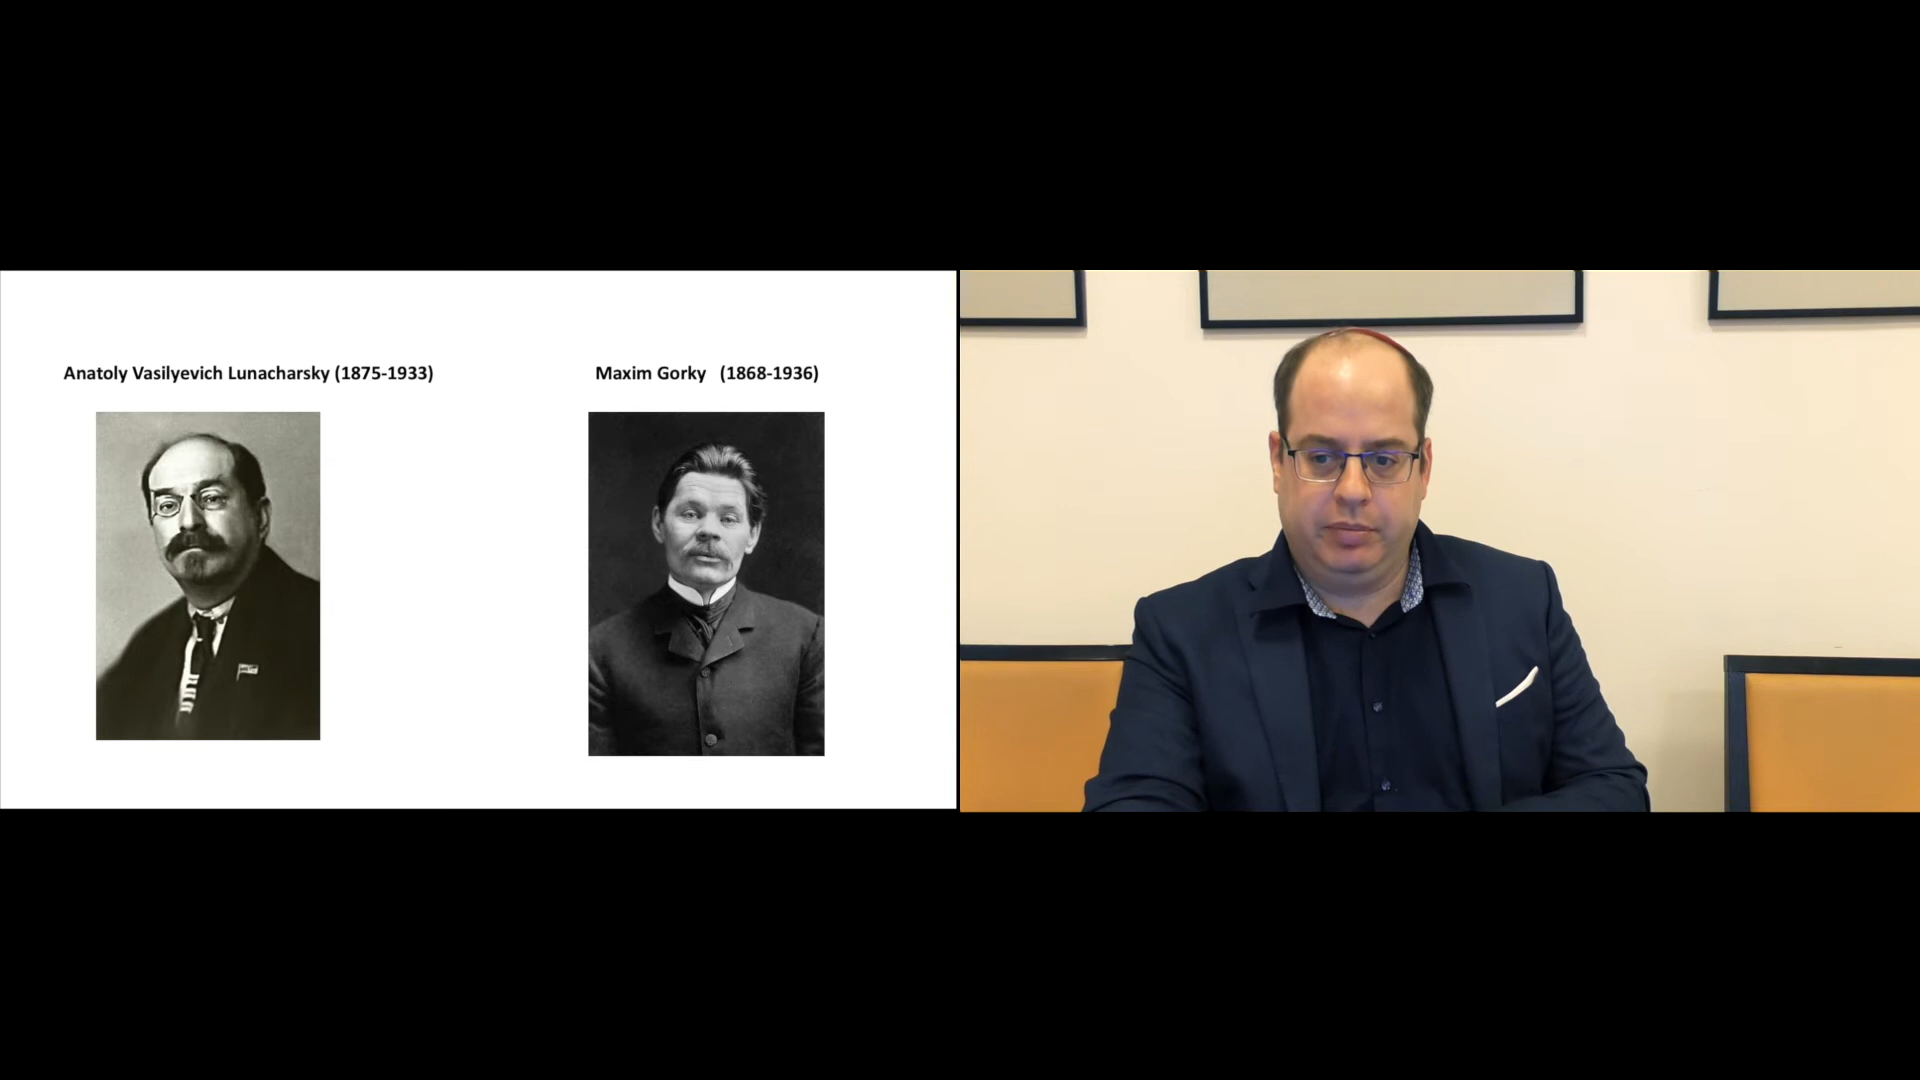 Anatoly Vasilyevich Lunacharsky (1875-1933)
Maxim Gorky (1868-1936)